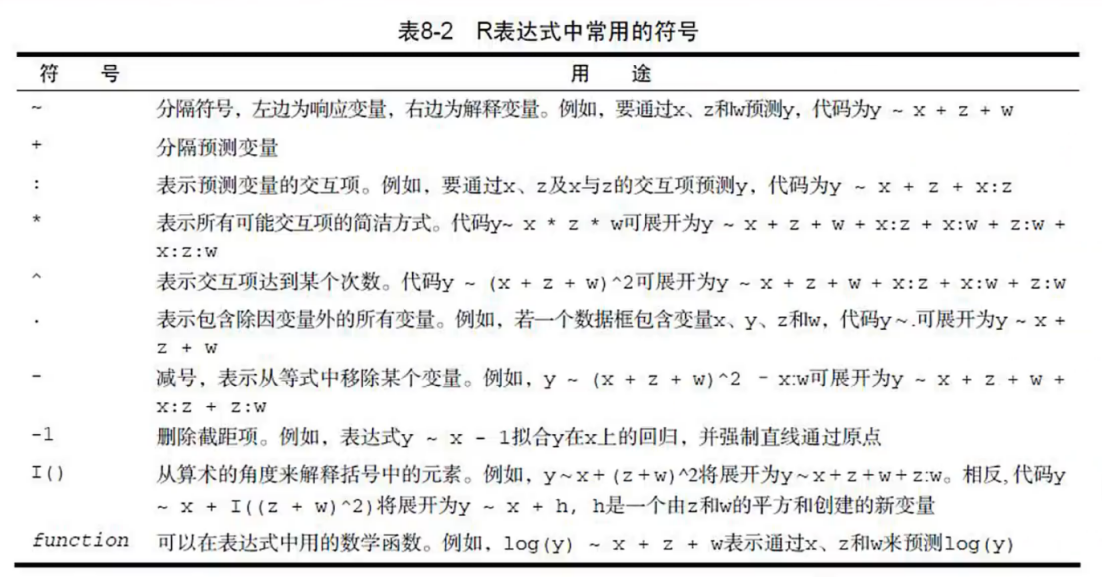 表8-2 R表达式中常用的符号
符 号 用 途
~ 分隔符号，左边为响应变量，右边为解释变量。例如，要通过x、z和w预测y，代码为y ~ x + z + w
+ 分隔预测变量
: 表示预测变量的交互项。例如，要通过x、z及x与z的交互项预测y，代码为y ~ x + z + x:z
* 表示所有可能交互项的简洁方式。代码y~ x * z * w可展开为y ~ x + z + w + x:z + x:w + z:w +
x:z:w
^ 表示交互项达到某个次数。代码y ~ (x + z + w)^2可展开为y ~ x + z + w + x:z + x:w + z:w
. 表示包含除因变量外的所有变量。例如，若一个数据框包含变量x、y、z和w，代码y~.可展开为y ~ x +
z + w
- 减号，表示从等式中移除某个变量。例如，y ~ (x + z + w)^2 - x:w可展开为y ~ x + z + w +
x:z + z:w
-1 删除截距项。例如，表达式y ~ x - 1拟合y在x上的回归，并强制直线通过原点
I() 从算术的角度来解释括号中的元素。例如，y~x+(z+w)^2将展开为y~x+z+w+z:w。相反,代码y
~ x + I((z + w)^2)将展开为y ~ x + h, h是一个由z和w的平方和创建的新变量
function 可以在表达式中用的数学函数。例如，log(y) ~ x + z + w表示通过x、z和w来预测log(y)